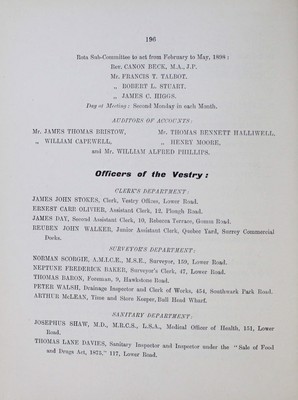 196
Rota Sub-Committee to act from February to May, 1898 :
Rev. CANON BECK, M.A., J.P.
Mr. FRANCIS T. TALBOT.
„ ROBERT L. STUART.
„ JAMES C. HIGGS.
Day of Meeting : Second Monday in each Month.
AUDITORS OF ACCOUNTS :
Mr. JAMES THOMAS BRISTOW, Mr. THOMAS BENNETT HALLIWELL,
„ WILLIAM CAPEWELL, „ HENRY MOORE,
and Mr. WILLIAM ALFRED PHILLIPS.
Officers of the Vestry :
CLERK'S DEPARTMENT :
JAMES JOHN STOKES, Clerk, Vestry Offices, Lower Road.
ERNEST CARR OLIVIER, Assistant Clerk, 12, Plough Road.
JAMES DAY, Second Assistant Clerk, 10, Rebecca Terrace, Gomm Road.
REUBEN JOHN WALKER, Junior Assistant Clerk, Quebec Yard, Surrey Commercial
Docks.
SURVEYOR'S DEPARTMENT :
NORMAN SCORGIE, A.M.I.C.E., M.S.E., Surveyor, 159, Lower Road.
NEPTUNE FREDERICK BAKER, Surveyor's Clerk, 47, Lower Road.
THOMAS BARON, Foreman, 9, Hawkstone Road.
PETER WALSH, Drainage Inspector and Clerk of Works, 454, Southwark Park Road.
ARTHUR McLEAN, Time and Store Keeper, Bull Head Wharf.
SANITARY DEPARTMENT :
JOSEPHUS SHAW, M.D., M.R.C.S., L.S.A., Medical Officer of Health, 151, Lower
Road.
THOMAS LANE DAVIES, Sanitary Inspector and Inspector under the "Sale of Food
and Drugs Act, 1875," 117, Lower Road.